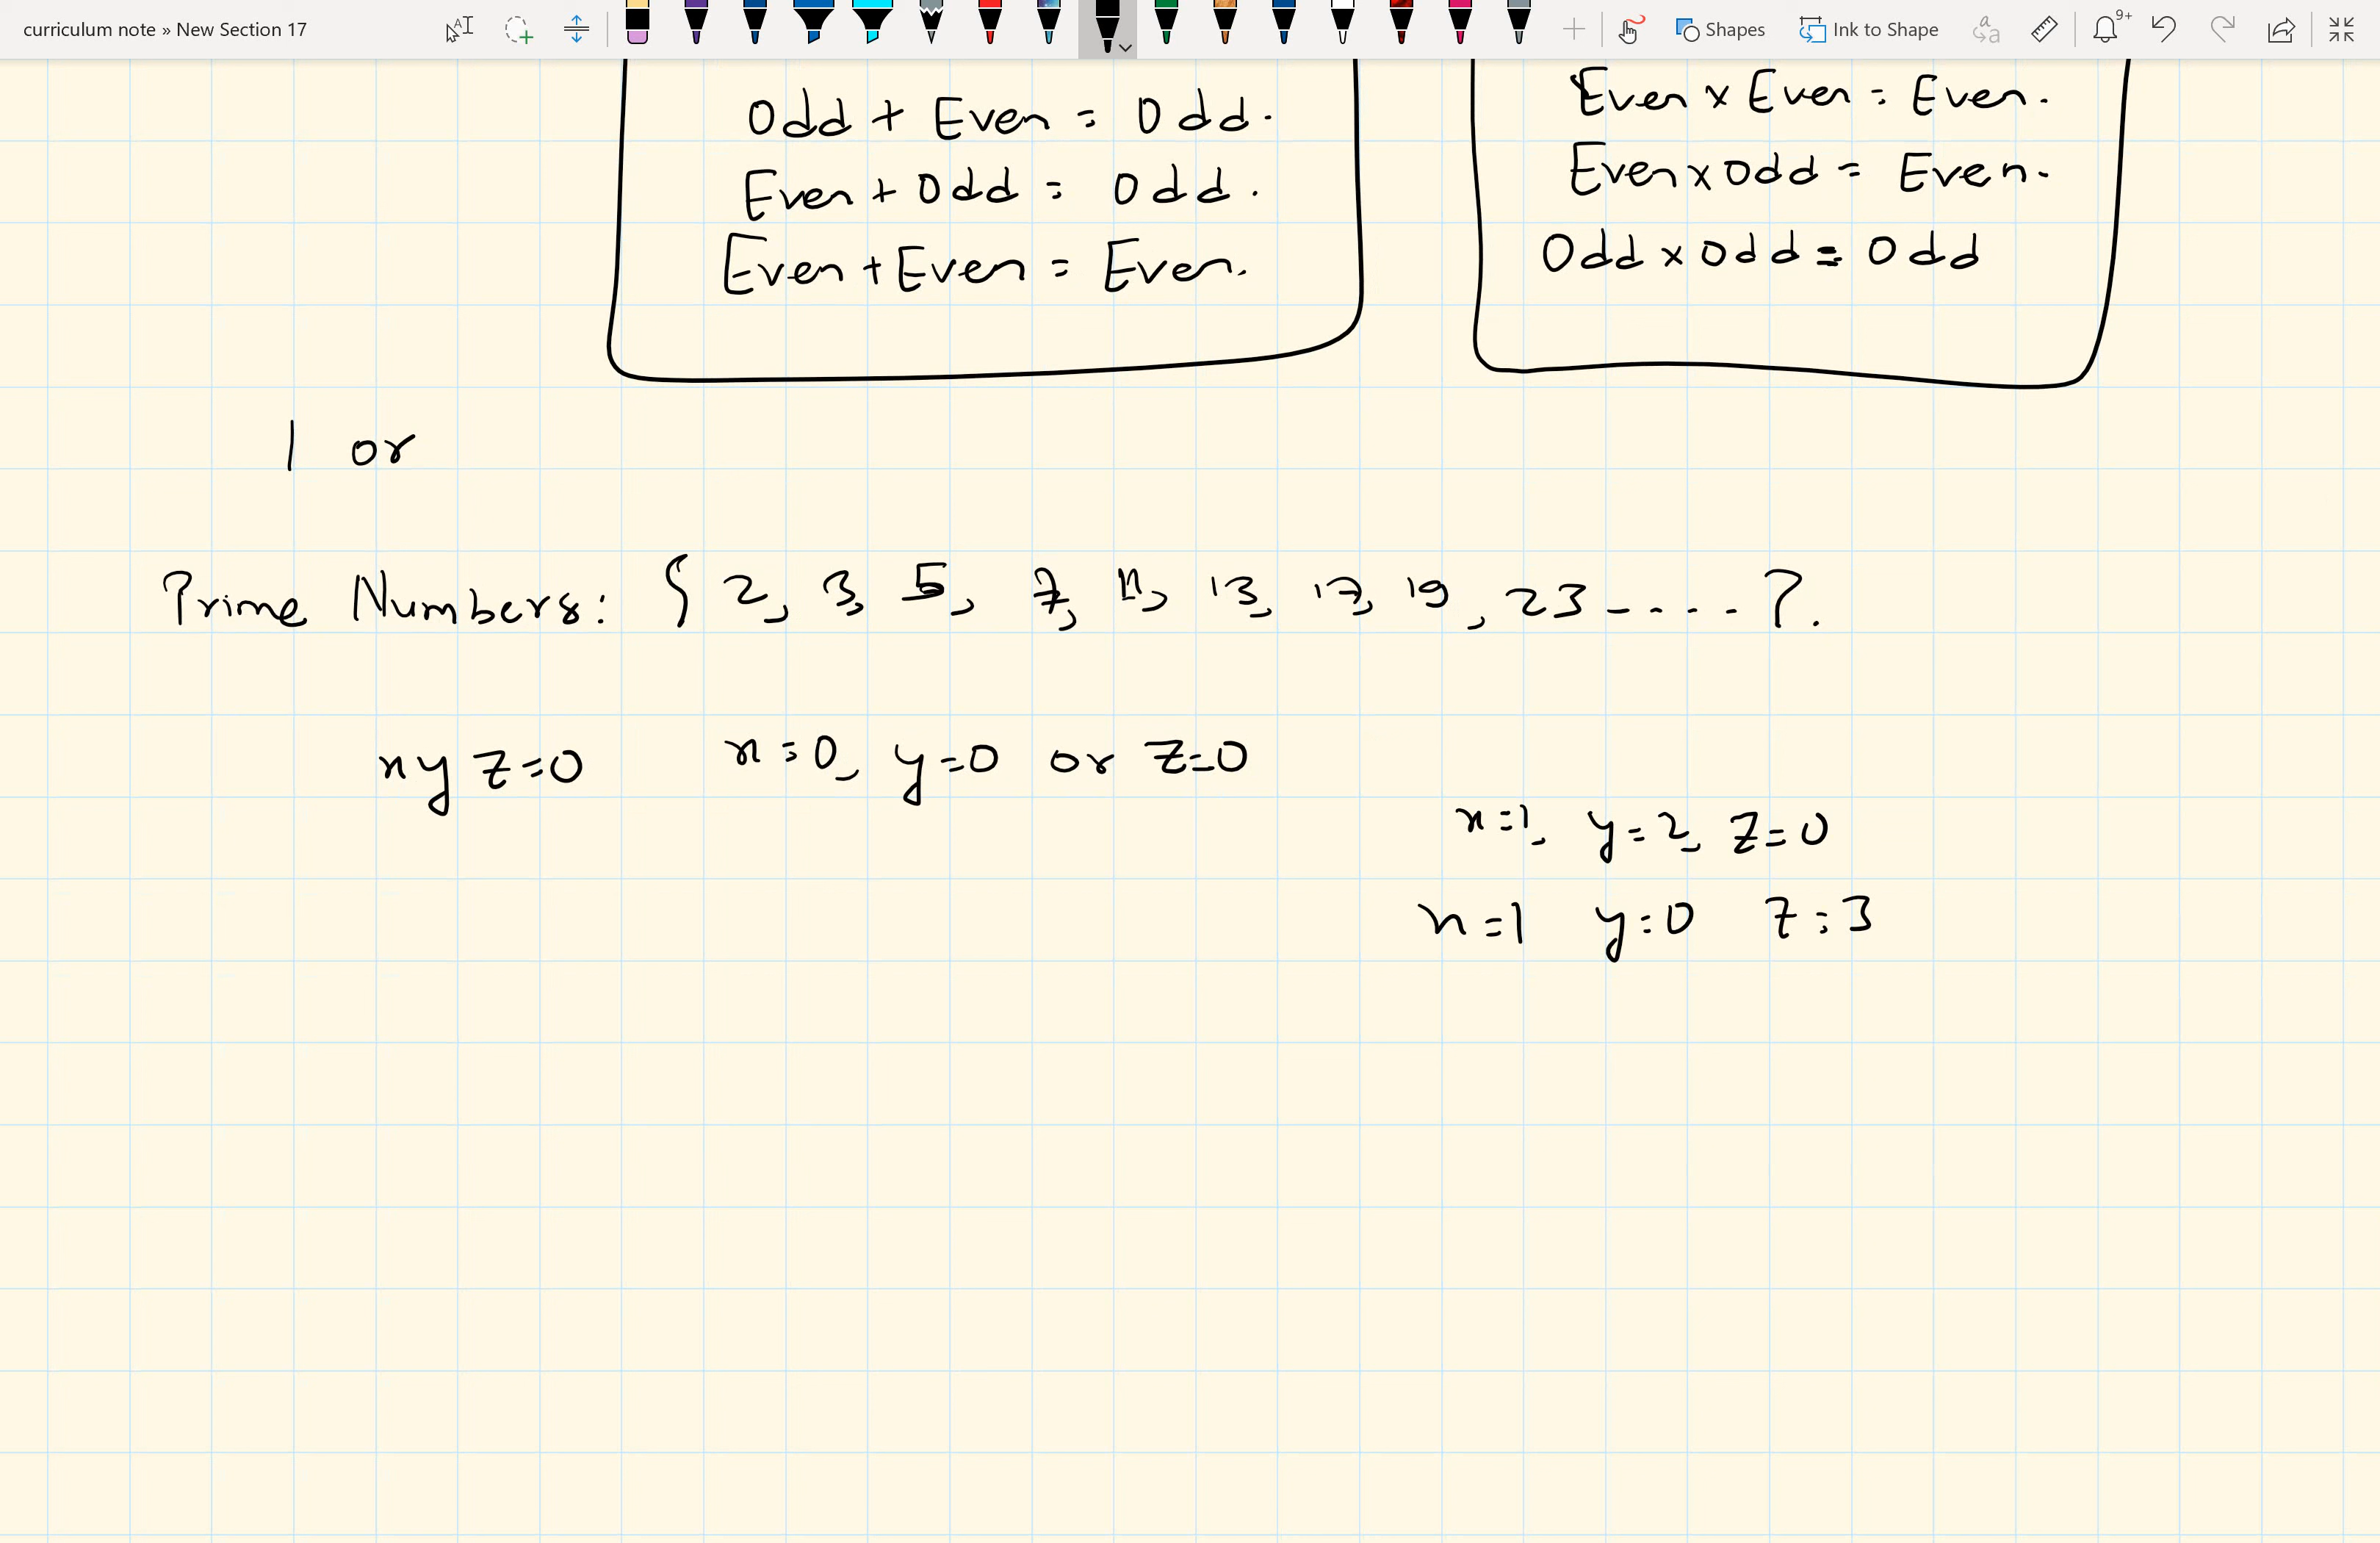 curriculum note » New Section 17
Shapes
Ink to Shape
9+
Odd + Even = Odd.
Even + Odd = Odd.
Even + Even = Even.
Even x Even = Even.
Even x Odd = Even.
Odd x Odd = Odd
1 or
Prime Numbers: { 2, 3, 5, 7, 11, 13, 17, 19, 23 - - - - }.
x y z = 0 x = 0, y = 0 or z = 0
x = 1, y = 2, z = 0
x = 1 y = 0 z = 3